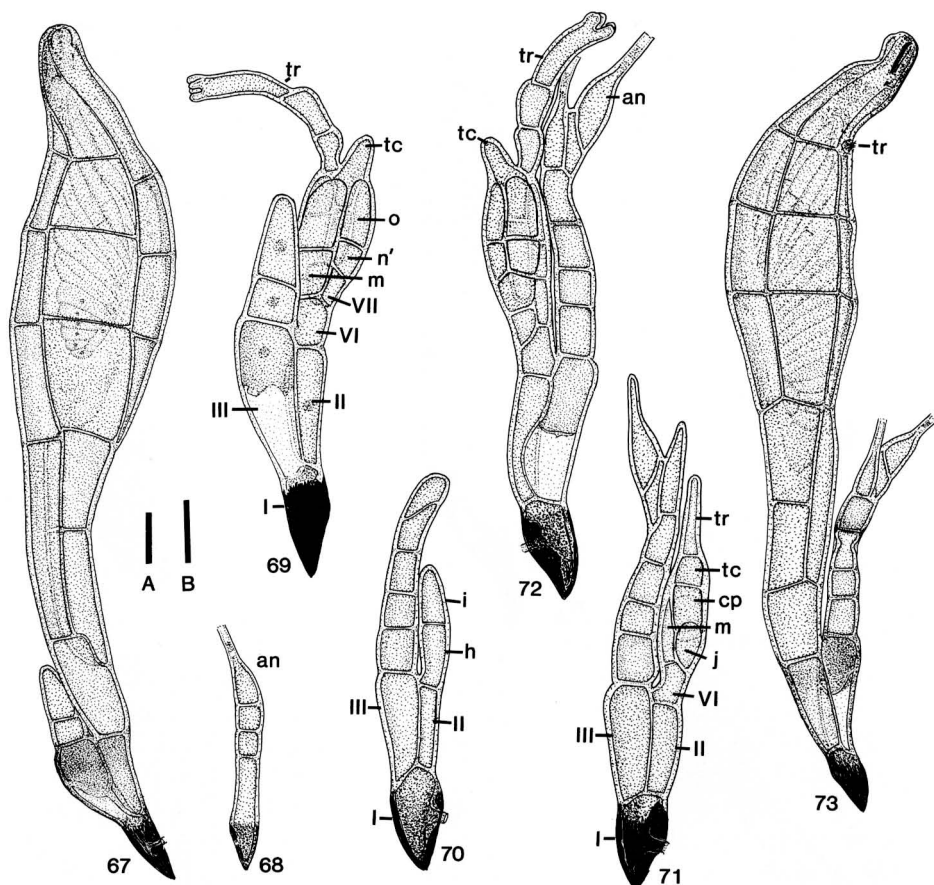 tr
tc
o
n'
m
VII
VI
III
II
I
69
A
B
67
an
68
i
h
III
II
I
70
tr
an
tc
72
tr
tc
cp
m
j
VI
III
II
I
71
tr
73